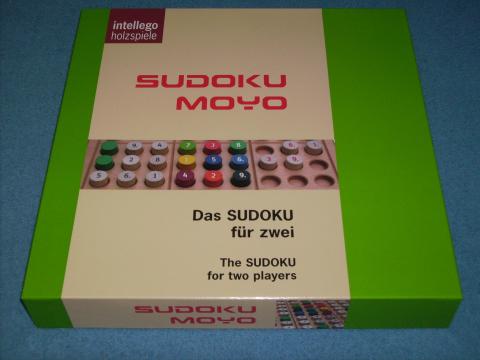 intellego
holzspiele
SUDOKU
MOYO
Das SUDOKU
für zwei
The SUDOKU
for two players
SUDOKU
MOYO